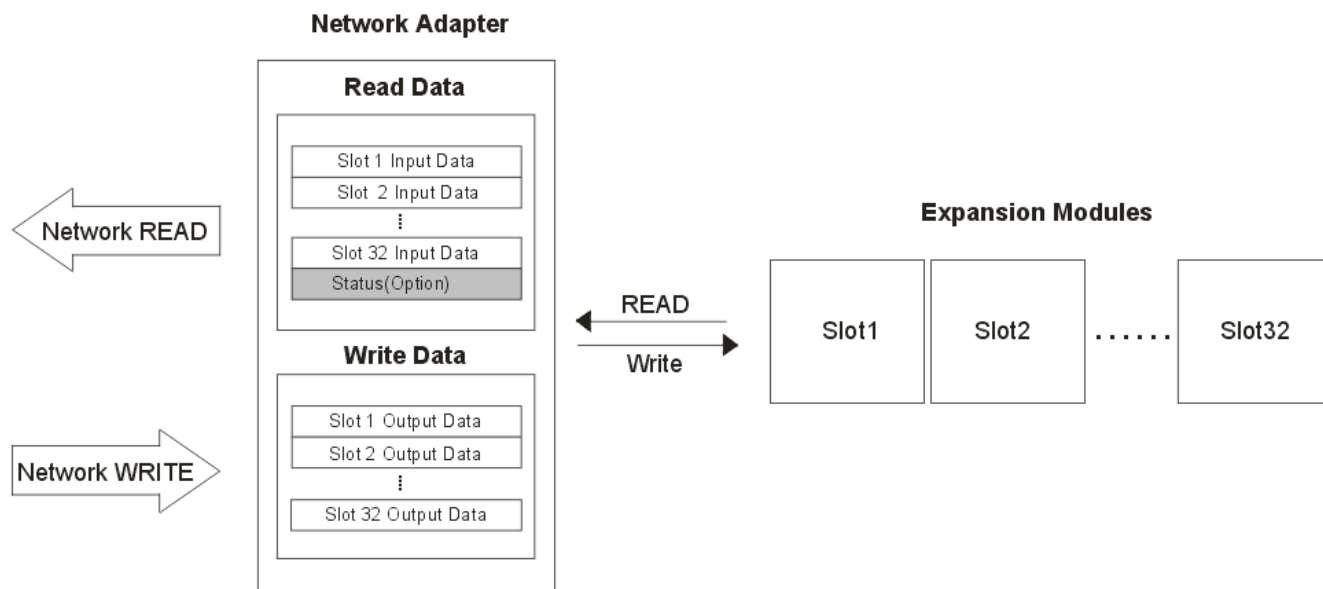 Network Adapter
Read Data
Slot 1 Input Data
Slot 2 Input Data
Slot 32 Input Data
Status(Option)
Network READ
Write Data
Slot 1 Output Data
Slot 2 Output Data
Slot 32 Output Data
Network WRITE
READ
Write
Expansion Modules
Slot1
Slot2
......
Slot32